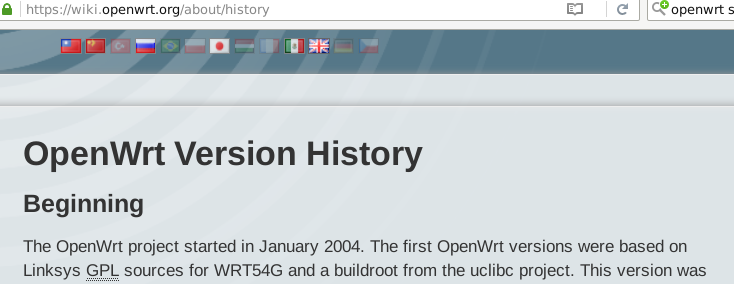 https://wiki.openwrt.org/about/history
openwrt s
OpenWrt Version History
Beginning
The OpenWrt project started in January 2004. The first OpenWrt versions were based on
Linksys GPL sources for WRT54G and a buildroot from the uclibc project. This version was